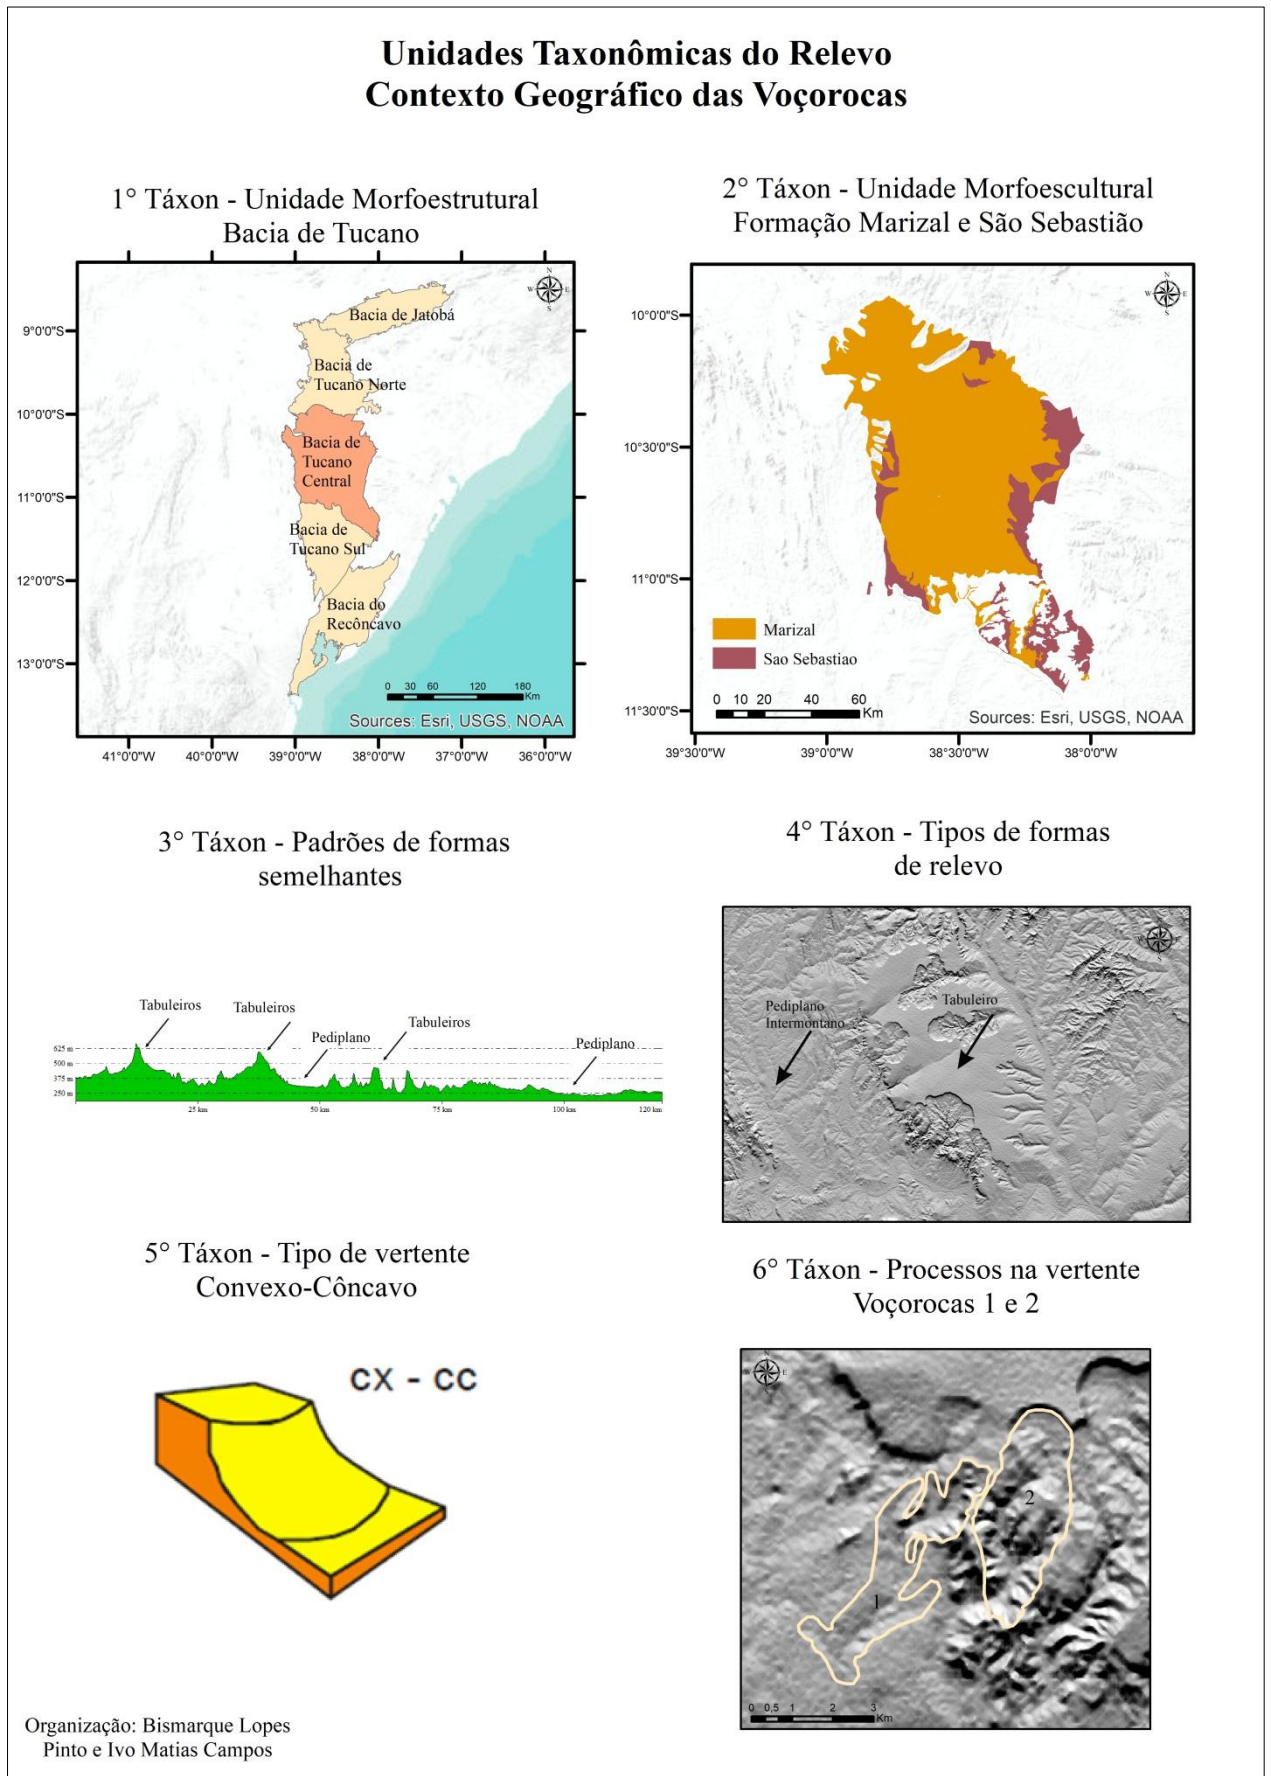 Unidades Taxonômicas do Relevo
Contexto Geográfico das Voçorocas
1° Táxon - Unidade Morfoestrutural
Bacia de Tucano
N
W
E
S
Bacia de Jatobá
Bacia de
Tucano Norte
Bacia de
Tucano
Central
Bacia de
Tucano Sul
Bacia do
Recôncavo
9°0'0"S
10°0'0"S
11°0'0"S
12°0'0"S
13°0'0"S
0 30 60 120 180
Km
Sources: Esri, USGS, NOAA
41°0'0"W 40°0'0"W 39°0'0"W 38°0'0"W 37°0'0"W 36°0'0"W
2° Táxon - Unidade Morfoescultural
Formação Marizal e São Sebastião
N
W
E
S
10°0'0"S
10°30'0"S
11°0'0"S
11°30'0"S
Marizal
Sao Sebastiao
0 10 20 40 60
Km
Sources: Esri, USGS, NOAA
39°30'0"W 39°0'0"W 38°30'0"W 38°0'0"W
3° Táxon - Padrões de formas
semelhantes
Tabuleiros
Tabuleiros
Pediplano
Tabuleiros
Pediplano
625 m
500 m
375 m
250 m
25 km 50 km 75 km 100 km 120 km
4° Táxon - Tipos de formas
de relevo
Pediplano
Intermontano
Tabuleiro
5° Táxon - Tipo de vertente
Convexo-Côncavo
CX - CC
6° Táxon - Processos na vertente
Voçorocas 1 e 2
N
W
E
S
2
1
0 0,5 1 2 3
Km
Organização: Bismarque Lopes
Pinto e Ivo Matias Campos